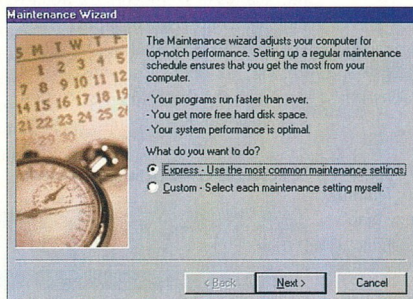 Maintenance Wizard
The Maintenance wizard adjusts your computer for
top-notch performance. Setting up a regular maintenance
schedule ensures that you get the most from your
computer.
- Your programs run faster than ever.
- You get more free hard disk space.
- Your system performance is optimal.
What do you want to do?
Express - Use the most common maintenance settings.
Custom - Select each maintenance setting myself.
S M T W T F
1 2 3 4 5
7 8 9 10 11 12
14 15 16 17 18 19
21 22 23 24 25 26
29 30
< Back
Next >
Cancel